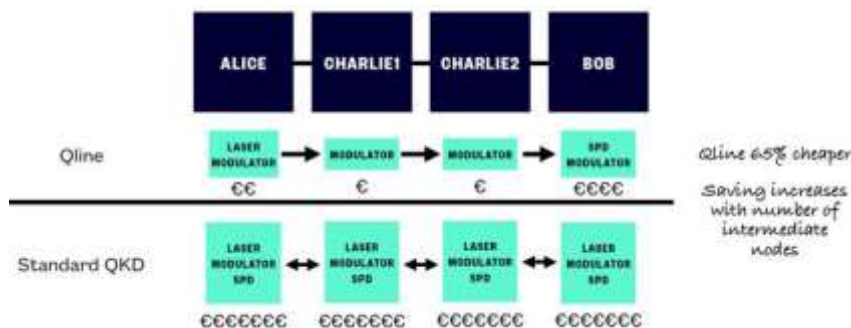 ALICE CHARLIE1 CHARLIE2 BOB
Qline
LASER
MODULATOR
MODULATOR
MODULATOR
SPD
MODULATOR
€€ € € €€€€
Qline 65% cheaper
Saving increases
with number of
intermediate
nodes
Standard QKD
LASER
MODULATOR
SPD
LASER
MODULATOR
SPD
LASER
MODULATOR
SPD
LASER
MODULATOR
SPD
€€€€€€€ €€€€€€€ €€€€€€€ €€€€€€€